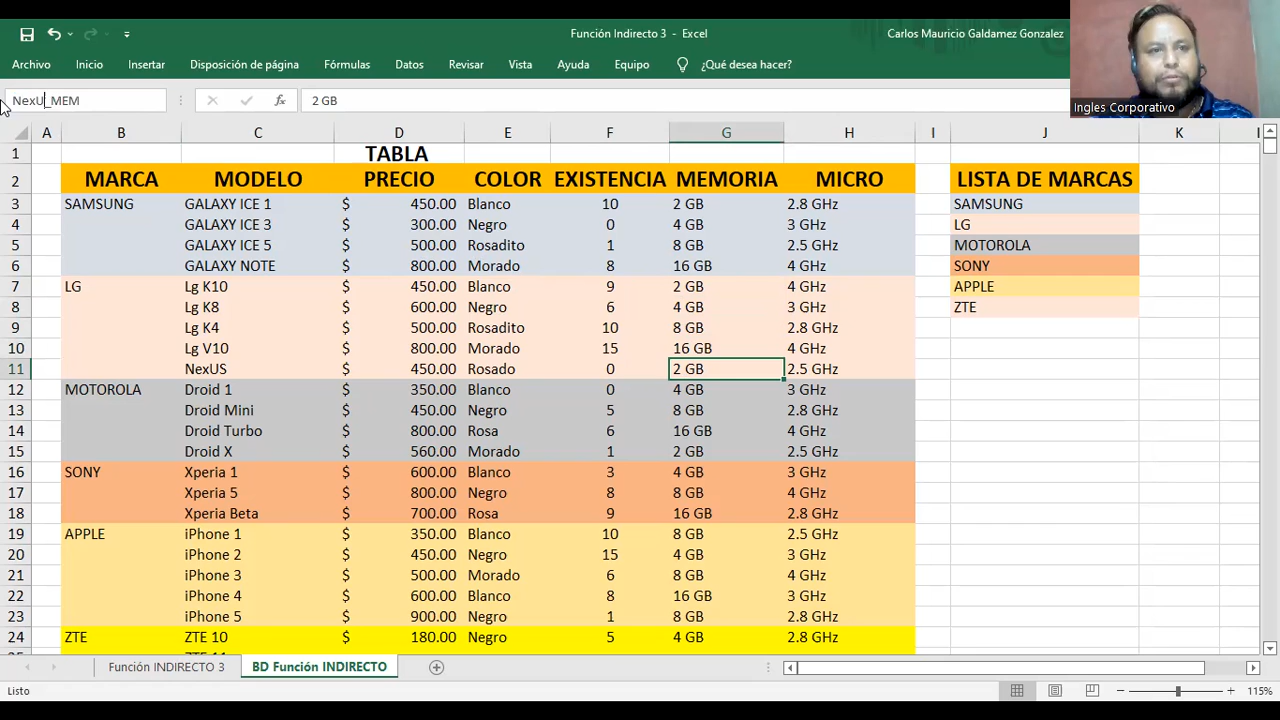 Función Indirecto 3 - Excel
Carlos Mauricio Galdamez Gonzalez
Archivo Inicio Insertar Disposición de página Fórmulas Datos Revisar Vista Ayuda Equipo ¿Qué desea hacer?
Ingles Corporativo
NexU_MEM fx 2 GB
A B C D E F G H I J K L
1 TABLA
2 MARCA MODELO PRECIO COLOR EXISTENCIA MEMORIA MICRO LISTA DE MARCAS
3 SAMSUNG GALAXY ICE 1 $ 450.00 Blanco 10 2 GB 2.8 GHz SAMSUNG
4 GALAXY ICE 3 $ 300.00 Negro 0 4 GB 3 GHz LG
5 GALAXY ICE 5 $ 500.00 Rosadito 1 8 GB 2.5 GHz MOTOROLA
6 GALAXY NOTE $ 800.00 Morado 8 16 GB 4 GHz SONY
7 LG Lg K10 $ 450.00 Blanco 9 2 GB 4 GHz APPLE
8 Lg K8 $ 600.00 Negro 6 4 GB 3 GHz ZTE
9 Lg K4 $ 500.00 Rosadito 10 8 GB 2.8 GHz
10 Lg V10 $ 800.00 Morado 15 16 GB 4 GHz
11 NexUS $ 450.00 Rosado 0 2 GB 2.5 GHz
12 MOTOROLA Droid 1 $ 350.00 Blanco 0 4 GB 3 GHz
13 Droid Mini $ 450.00 Negro 5 8 GB 2.8 GHz
14 Droid Turbo $ 800.00 Rosa 6 16 GB 4 GHz
15 Droid X $ 560.00 Morado 1 2 GB 2.5 GHz
16 SONY Xperia 1 $ 600.00 Blanco 3 4 GB 3 GHz
17 Xperia 5 $ 800.00 Negro 8 8 GB 4 GHz
18 Xperia Beta $ 700.00 Rosa 9 16 GB 2.8 GHz
19 APPLE iPhone 1 $ 350.00 Blanco 10 8 GB 2.5 GHz
20 iPhone 2 $ 450.00 Negro 15 4 GB 3 GHz
21 iPhone 3 $ 500.00 Morado 6 8 GB 4 GHz
22 iPhone 4 $ 600.00 Blanco 8 16 GB 3 GHz
23 iPhone 5 $ 900.00 Negro 1 8 GB 2.8 GHz
24 ZTE ZTE 10 $ 180.00 Negro 5 4 GB 2.8 GHz
Función INDIRECTO 3 BD Función INDIRECTO
Listo 115%